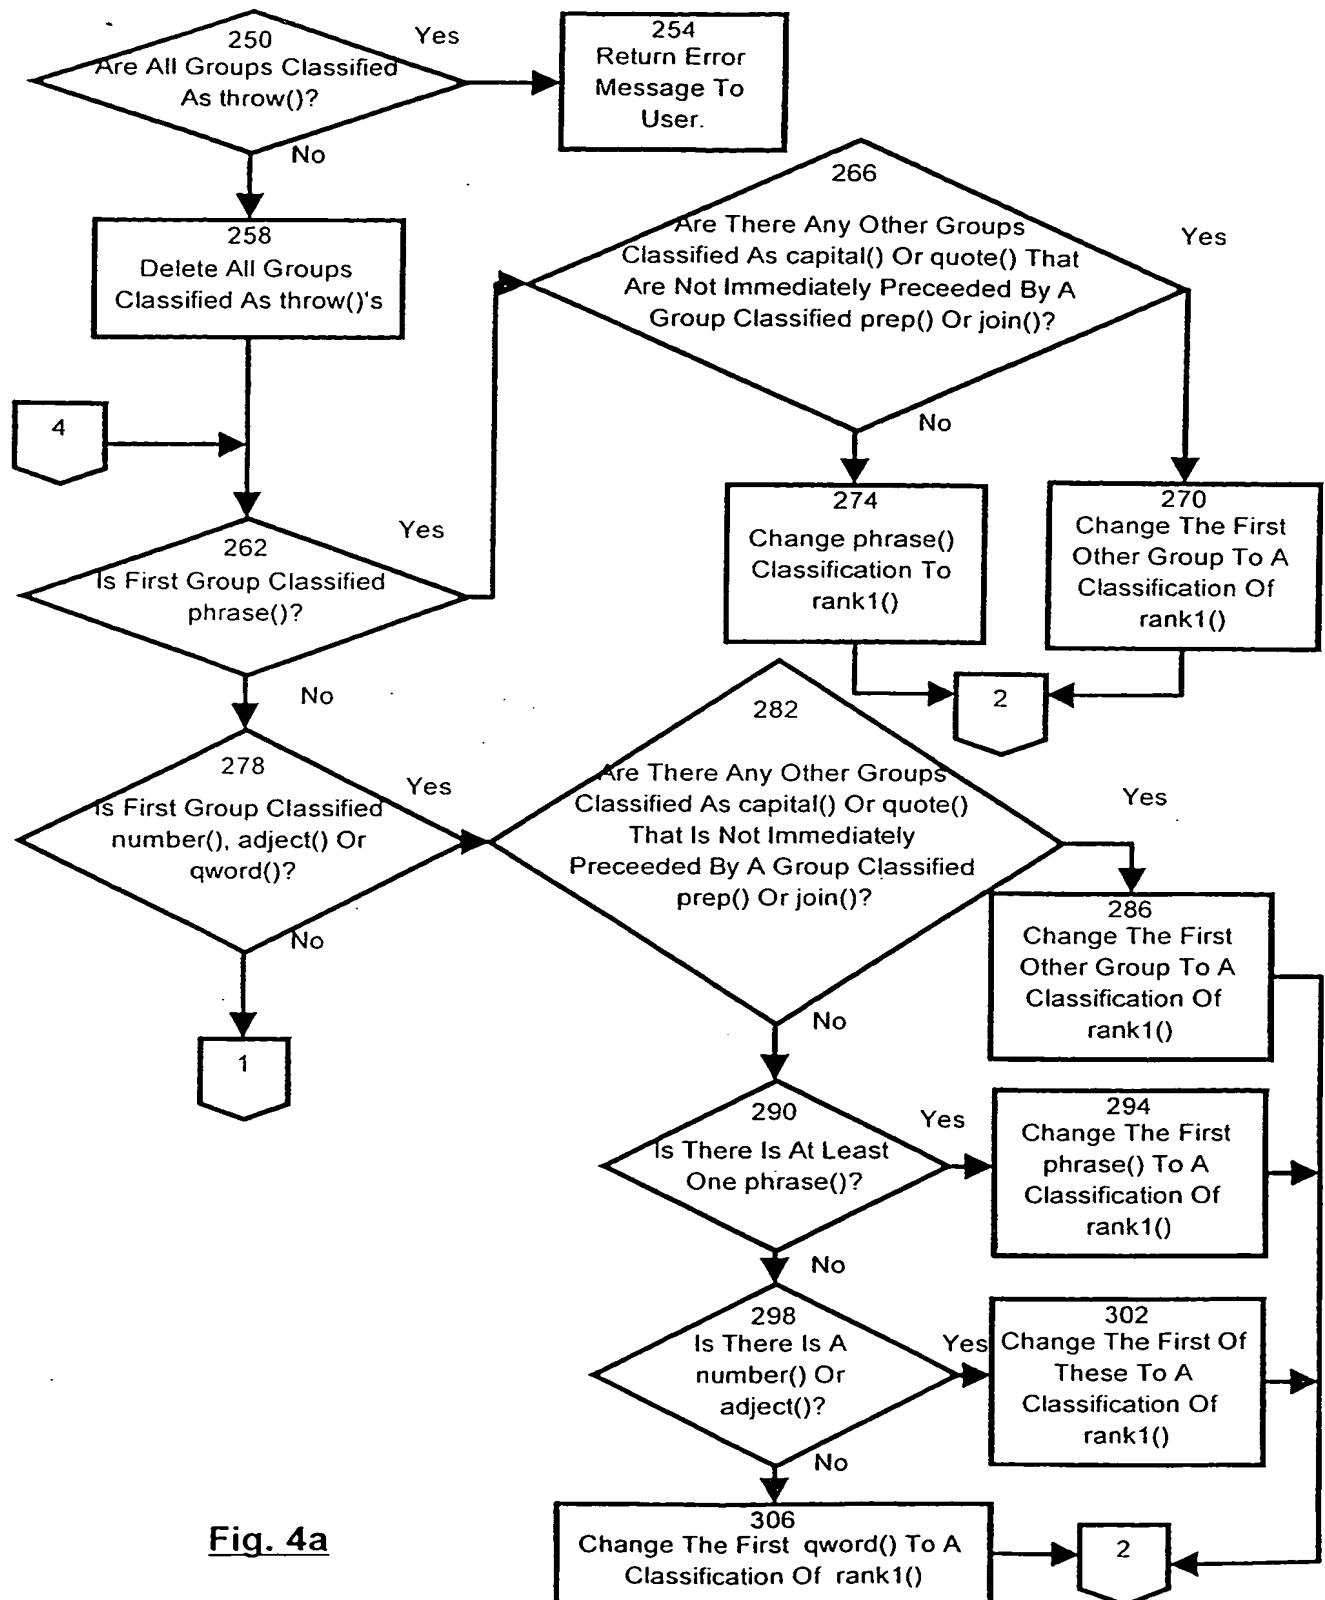 250
Are All Groups Classified
As throw()?
Yes
No
254
Return Error
Message To
User.
258
Delete All Groups
Classified As throw()'s
4
262
Is First Group Classified
phrase()?
Yes
No
266
Are There Any Other Groups
Classified As capital() Or quote() That
Are Not Immediately Preceeded By A
Group Classified prep() Or join()?
Yes
No
274
Change phrase()
Classification To
rank1()
270
Change The First
Other Group To A
Classification Of
rank1()
2
278
Is First Group Classified
number(), adject() Or
qword()?
Yes
No
1
282
Are There Any Other Groups
Classified As capital() Or quote()
That Is Not Immediately
Preceeded By A Group Classified
prep() Or join()?
Yes
No
286
Change The First
Other Group To A
Classification Of
rank1()
290
Is There Is At Least
One phrase()?
Yes
No
294
Change The First
phrase() To A
Classification Of
rank1()
298
Is There Is A
number() Or
adject()?
Yes
No
302
Change The First Of
These To A
Classification Of
rank1()
306
Change The First qword() To A
Classification Of rank1()
2
Fig. 4a